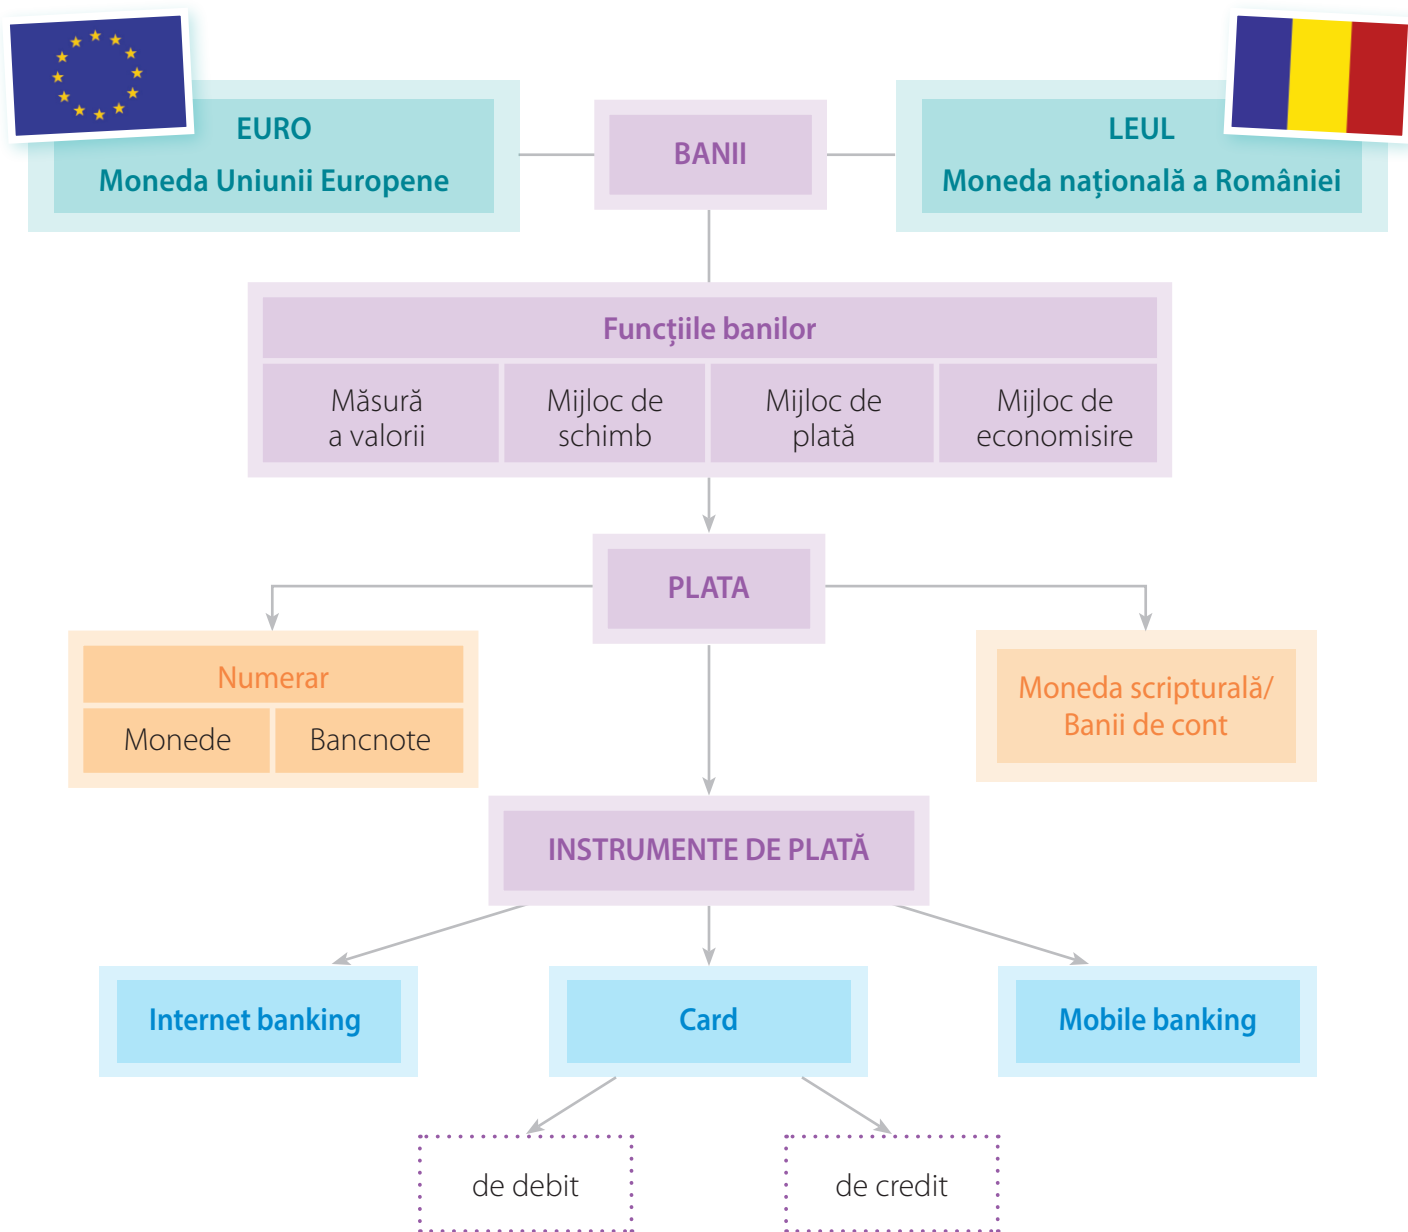 EURO
Moneda Uniunii Europene
BANII
LEUL
Moneda națională a României
Funcțiile banilor
Măsură
a valorii
Mijloc de
schimb
Mijloc de
plată
Mijloc de
economisire
PLATA
Numerar
Monede
Bancnote
Moneda scripturală/
Banii de cont
INSTRUMENTE DE PLATĂ
Internet banking
Card
Mobile banking
de debit
de credit